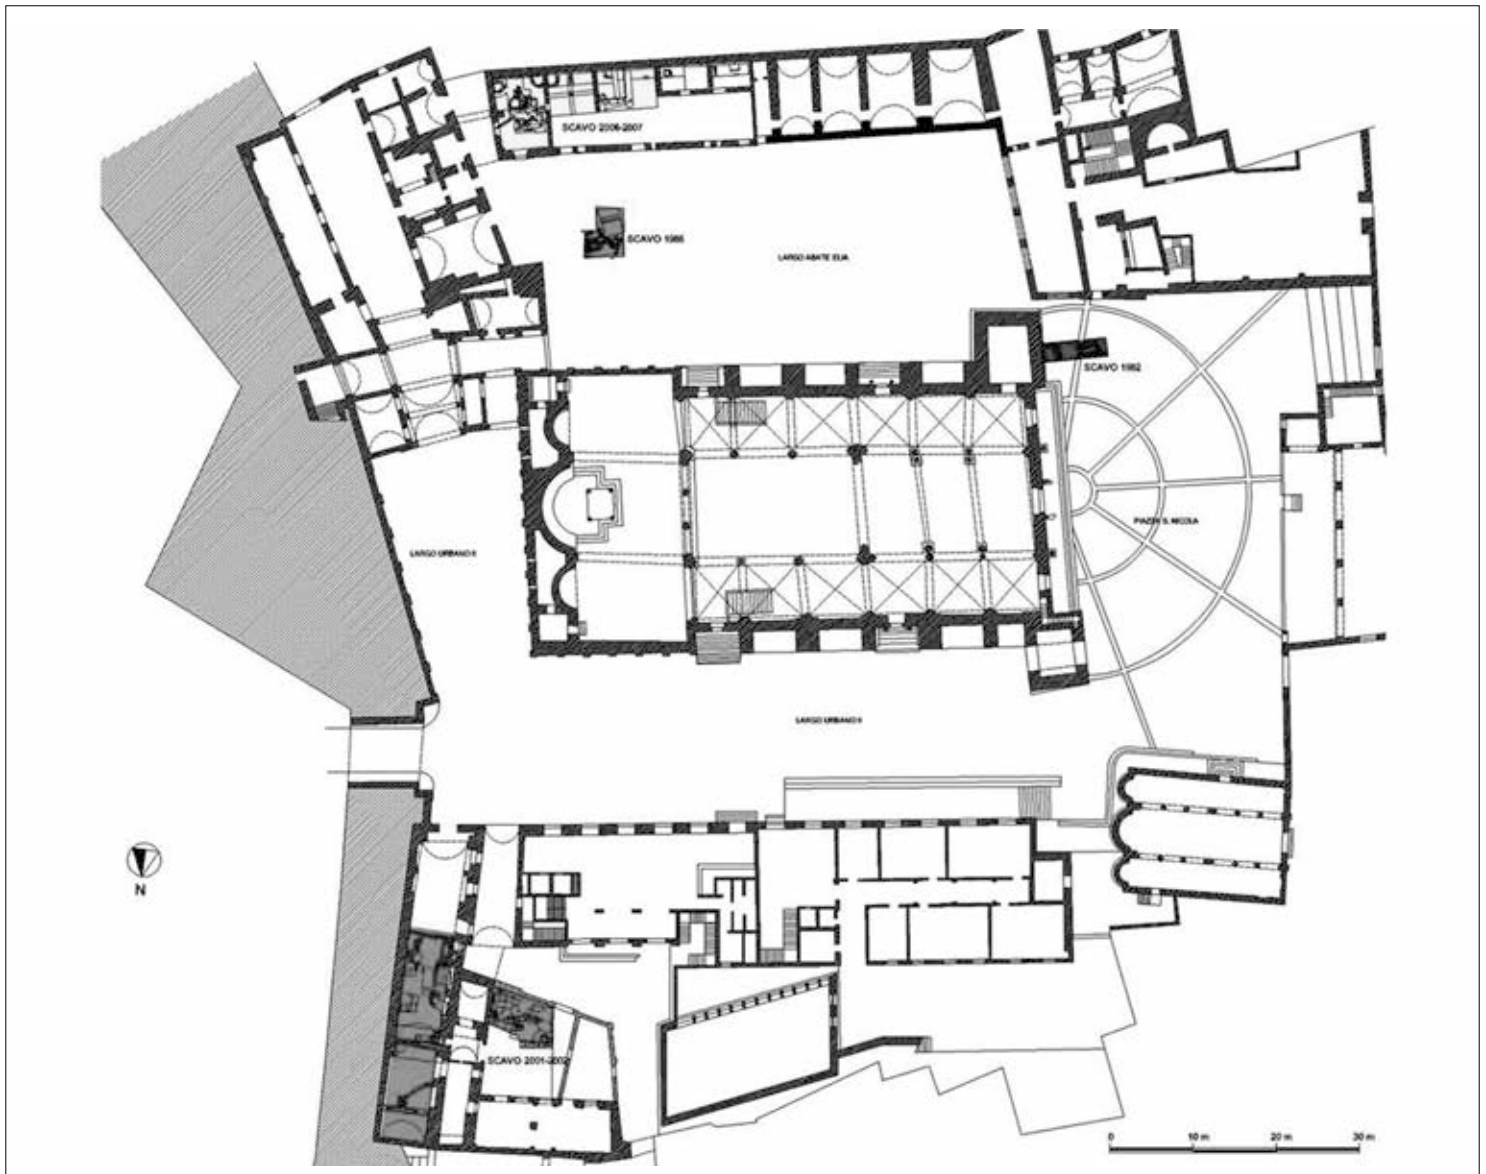 SCAVO 2006-2007
SCAVO 1986
LARGO ABATE ELIA
SCAVO 1982
PIAZZA S. NICOLA
LARGO URBANO II
LARGO URBANO II
N
SCAVO 2001-2002
0 10 m 20 m 30 m